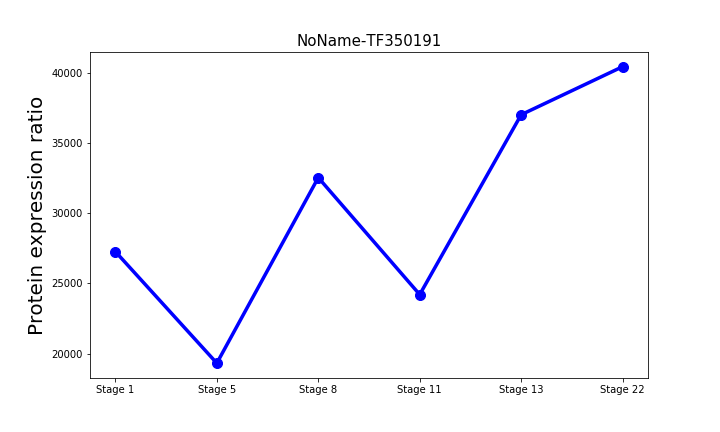 NoName-TF350191
Protein expression ratio
40000
35000
30000
25000
20000
Stage 1
Stage 5
Stage 8
Stage 11
Stage 13
Stage 22